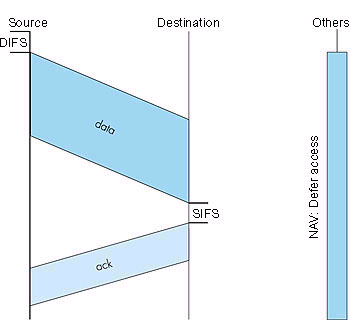 Source
Destination
Others
DIFS
data
SIFS
NAV: Defer access
ack